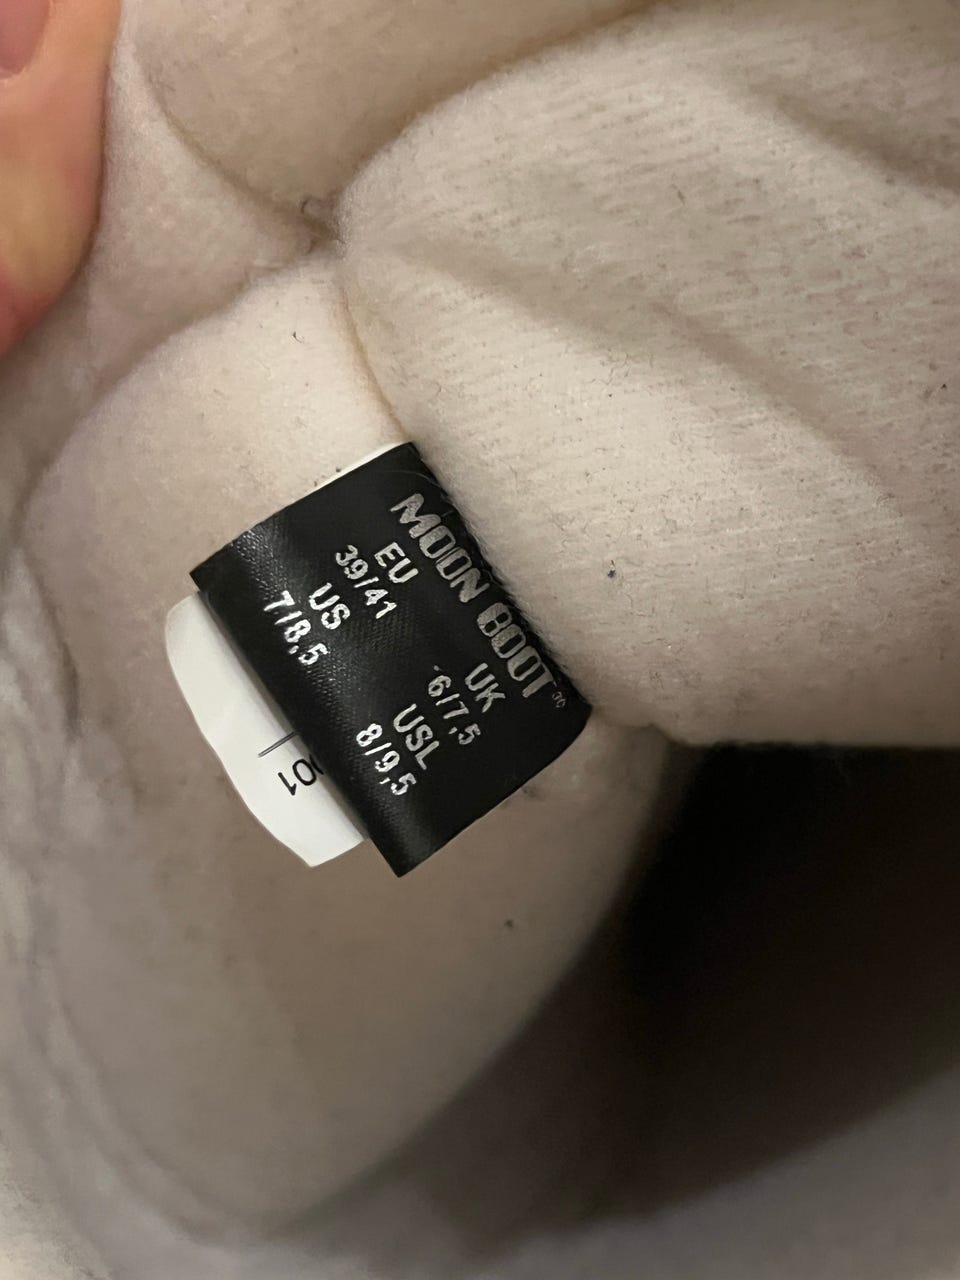 MOON BOOT
EU
39/41
UK
6/7,5
US
7/8,5
USL
8/9,5